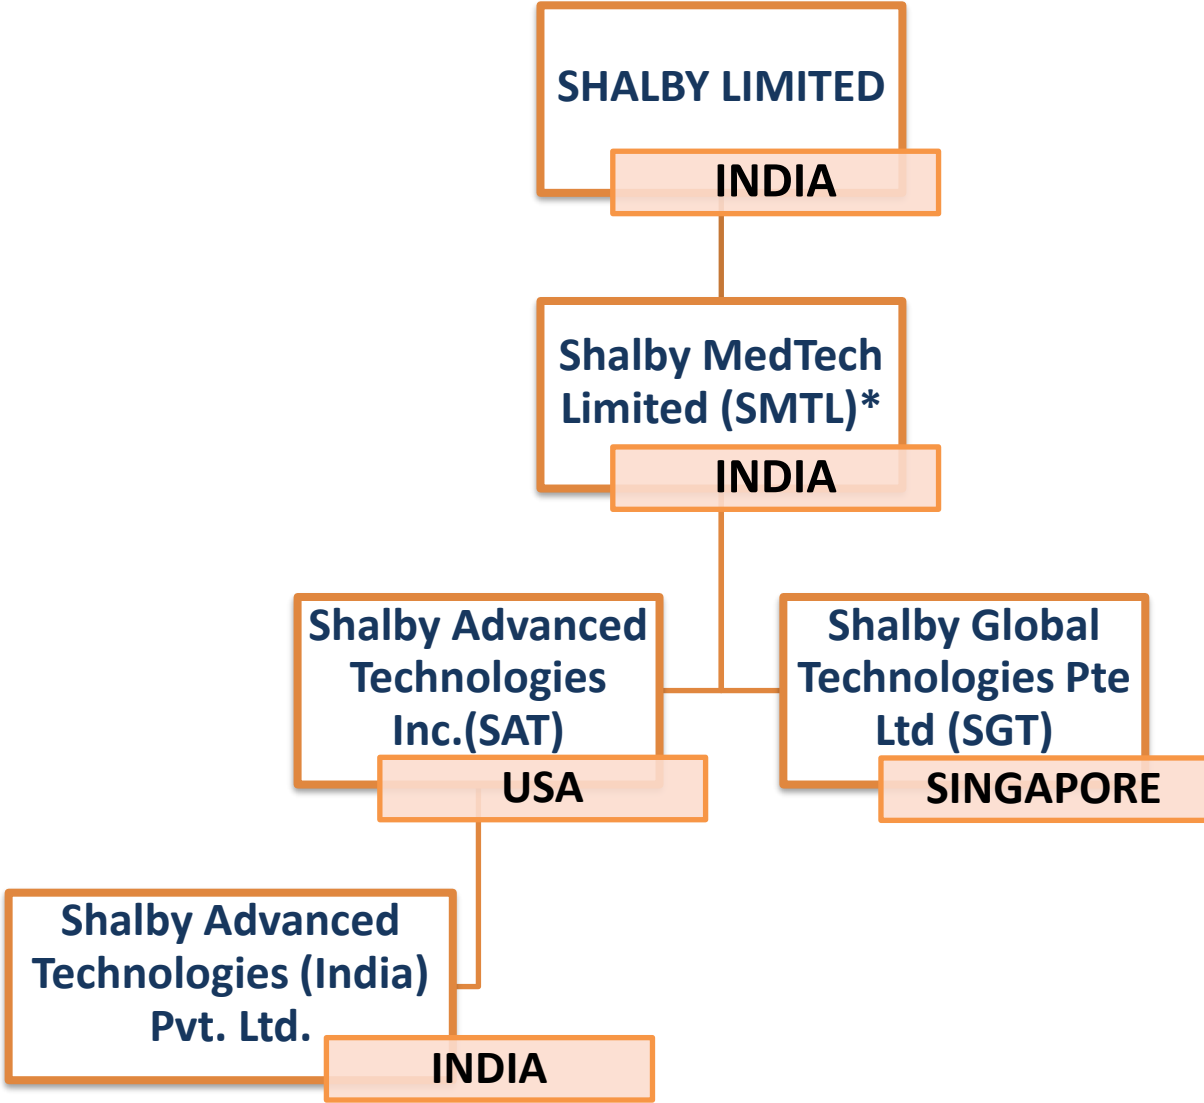 SHALBY LIMITED
INDIA
Shalby MedTech
Limited (SMTL)*
INDIA
Shalby Advanced
Technologies
Inc.(SAT)
USA
Shalby Global
Technologies Pte
Ltd (SGT)
SINGAPORE
Shalby Advanced
Technologies (India)
Pvt. Ltd.
INDIA